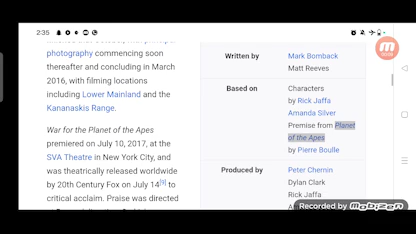 2:35
photography commencing soon
thereafter and concluding in March
2016, with filming locations
including Lower Mainland and the
Kananaskis Range.
War for the Planet of the Apes
premiered on July 10, 2017, at the
SVA Theatre in New York City, and
was theatrically released worldwide
by 20th Century Fox on July 14[9] to
critical acclaim. Praise was directed
Written by
Mark Bomback
Matt Reeves
Based on
Characters
by Rick Jaffa
Amanda Silver
Premise from Planet
of the Apes
by Pierre Boulle
Produced by
Peter Chernin
Dylan Clark
Rick Jaffa
Recorded by Mobizen